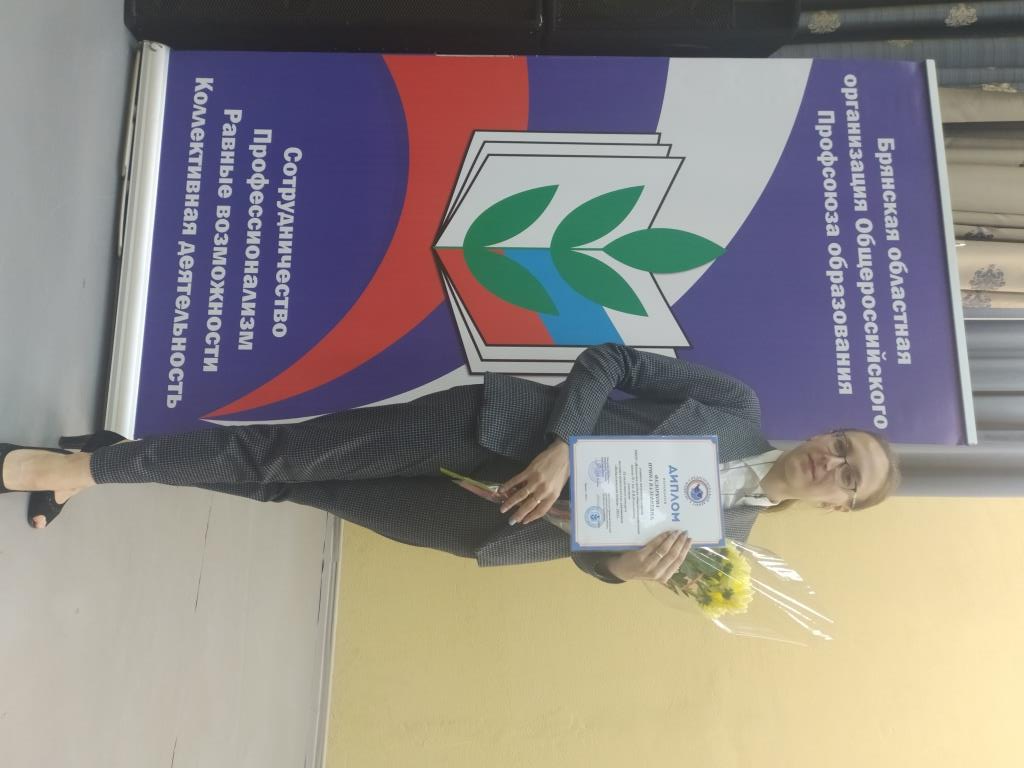 Брянская областная
организация Общероссийского
Профсоюза образования
Сотрудничество
Профессионализм
Равные возможности
Коллективная деятельность
ДИПЛОМ